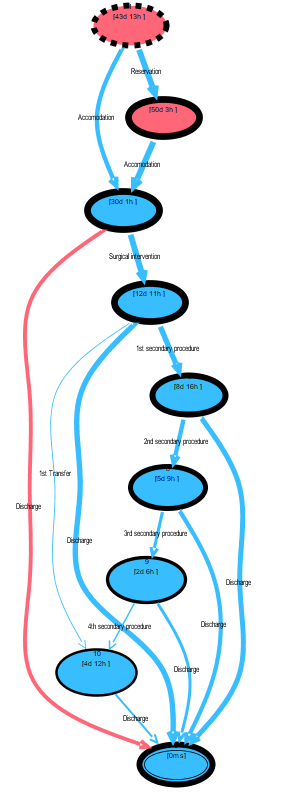 [43d 13h ]
Reservation
[50d 3h ]
Accomodation
Accomodation
[30d 1h ]
Surgical intervention
[12d 11h ]
1st secondary procedure
[8d 16h ]
2nd secondary procedure
1st Transfer
[5d 9h ]
Discharge
3rd secondary procedure
Discharge
9
[2d 6h ]
Discharge
Discharge
4th secondary procedure
10
[4d 12h ]
Discharge
Discharge
[0ms]